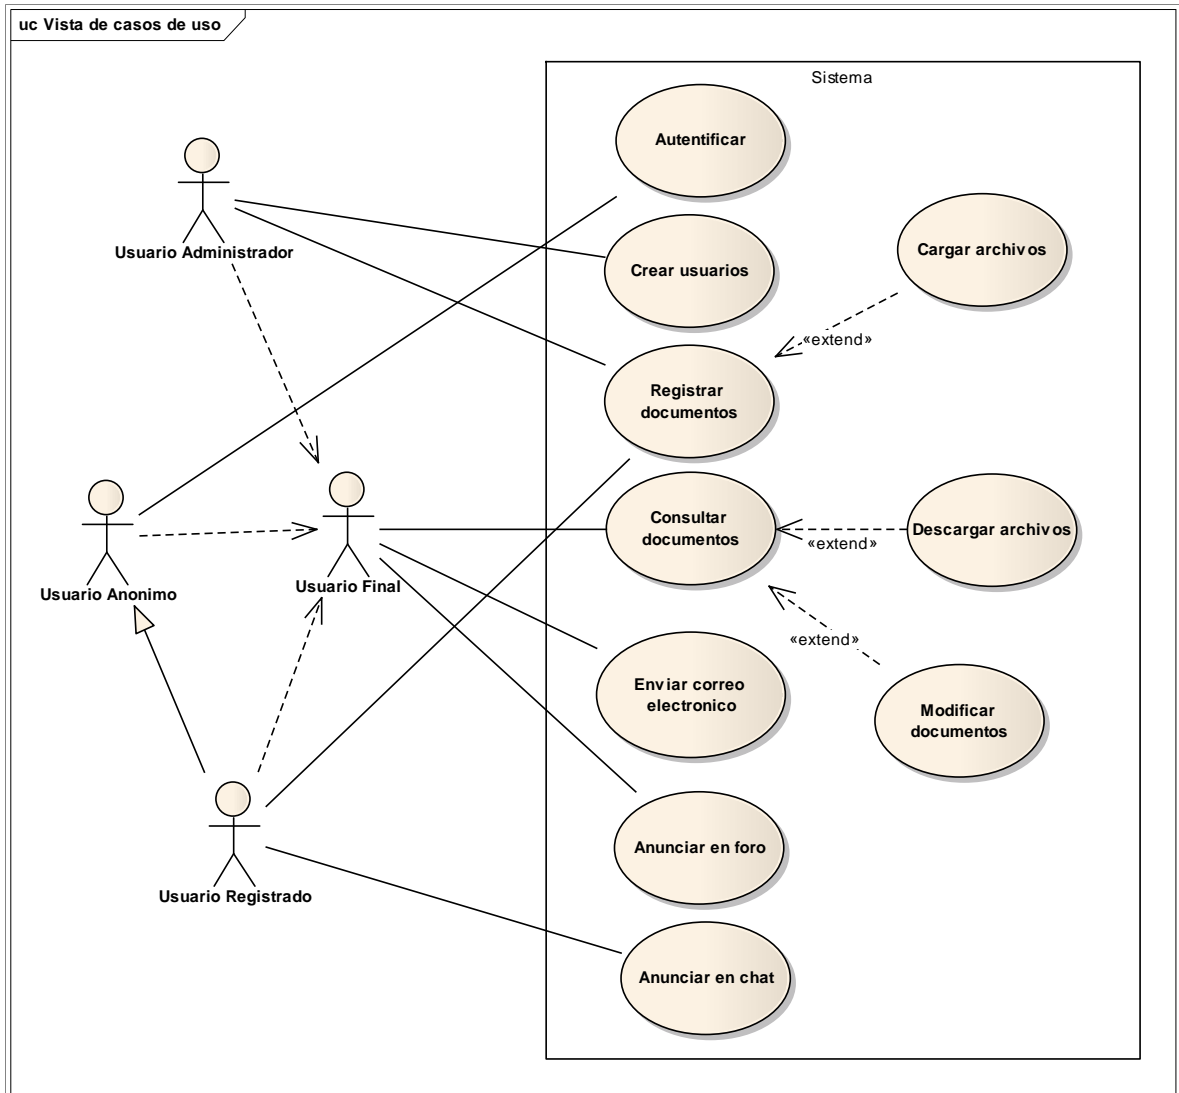 uc Vista de casos de uso
Sistema
Autentificar
Usuario Administrador
Crear usuarios
Cargar archivos
«extend»
Registrar
documentos
Usuario Anonimo
Usuario Final
Consultar
documentos
«extend»
Descargar archivos
«extend»
Enviar correo
electronico
Modificar
documentos
Anunciar en foro
Usuario Registrado
Anunciar en chat